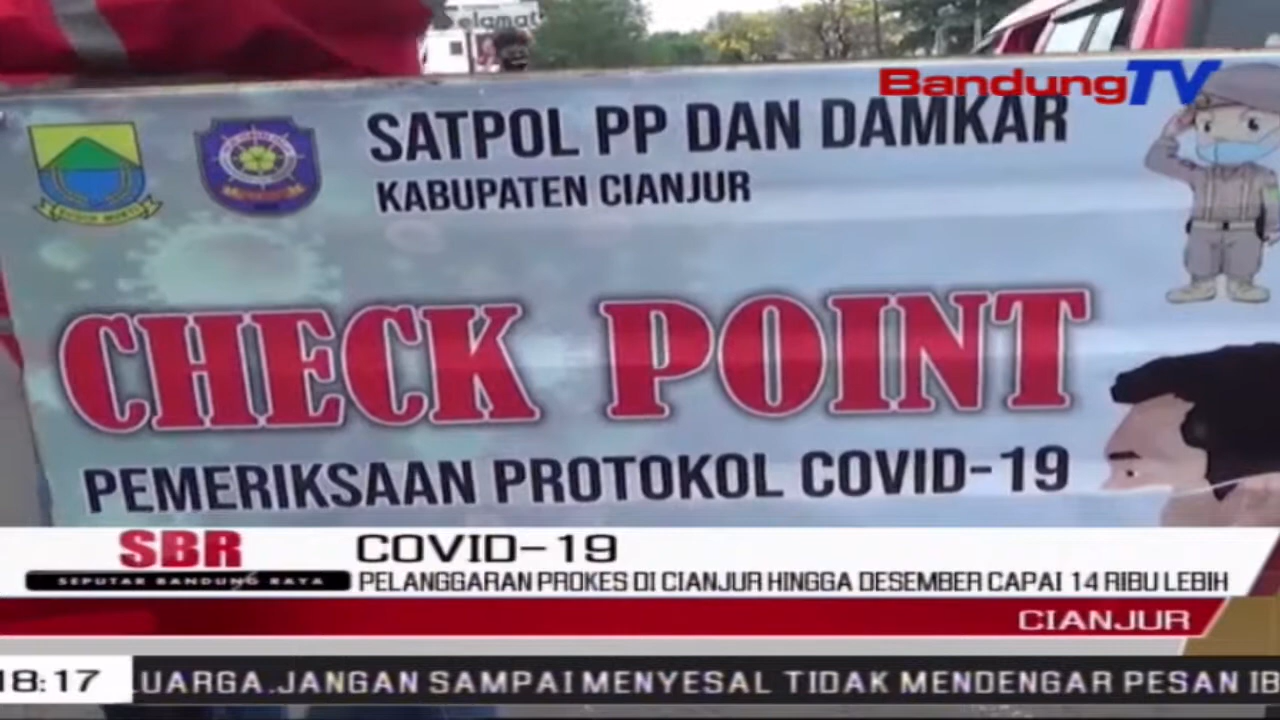 Selamat
BandungTV
SATPOL PP DAN DAMKAR
KABUPATEN CIANJUR
CHECK POINT
PEMERIKSAAN PROTOKOL COVID-19
SBR
SEPUTAR BANDUNG RAYA
COVID-19
PELANGGARAN PROKES DI CIANJUR HINGGA DESEMBER CAPAI 14 RIBU LEBIH
CIANJUR
18:17
LUARGA.JANGAN SAMPAI MENYESAL TIDAK MENDENGAR PESAN IB